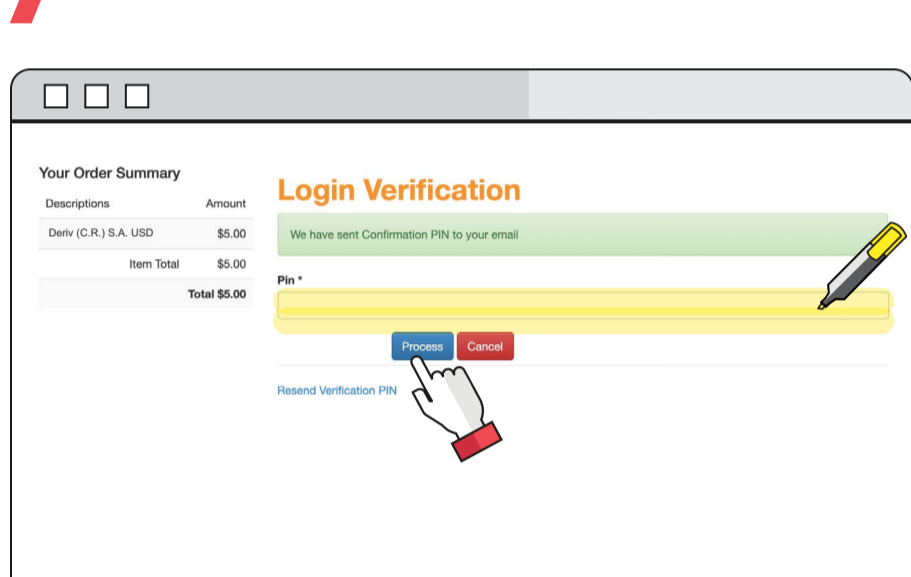 Your Order Summary
Descriptions Amount
Deriv (C.R.) S.A. USD $5.00
Item Total $5.00
Total $5.00
Login Verification
We have sent Confirmation PIN to your email
Pin *
Process Cancel
Resend Verification PIN